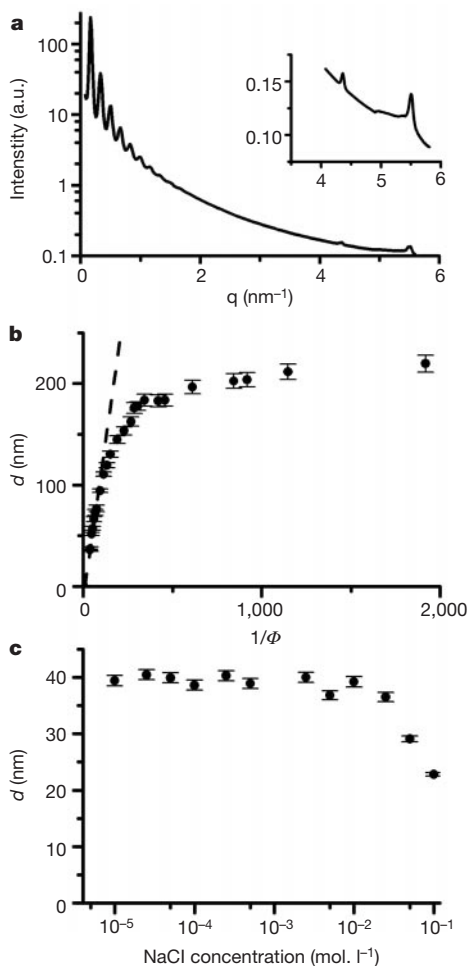 a
100
10
1
0.1
Intenstity (a.u.)
0 2 4 6
q (nm⁻¹)
0.15
0.10
4 5 6
b
200
100
0
d (nm)
0 1,000 2,000
1/Φ
c
40
30
20
10
0
d (nm)
10⁻⁵ 10⁻⁴ 10⁻³ 10⁻² 10⁻¹
NaCl concentration (mol. l⁻¹)